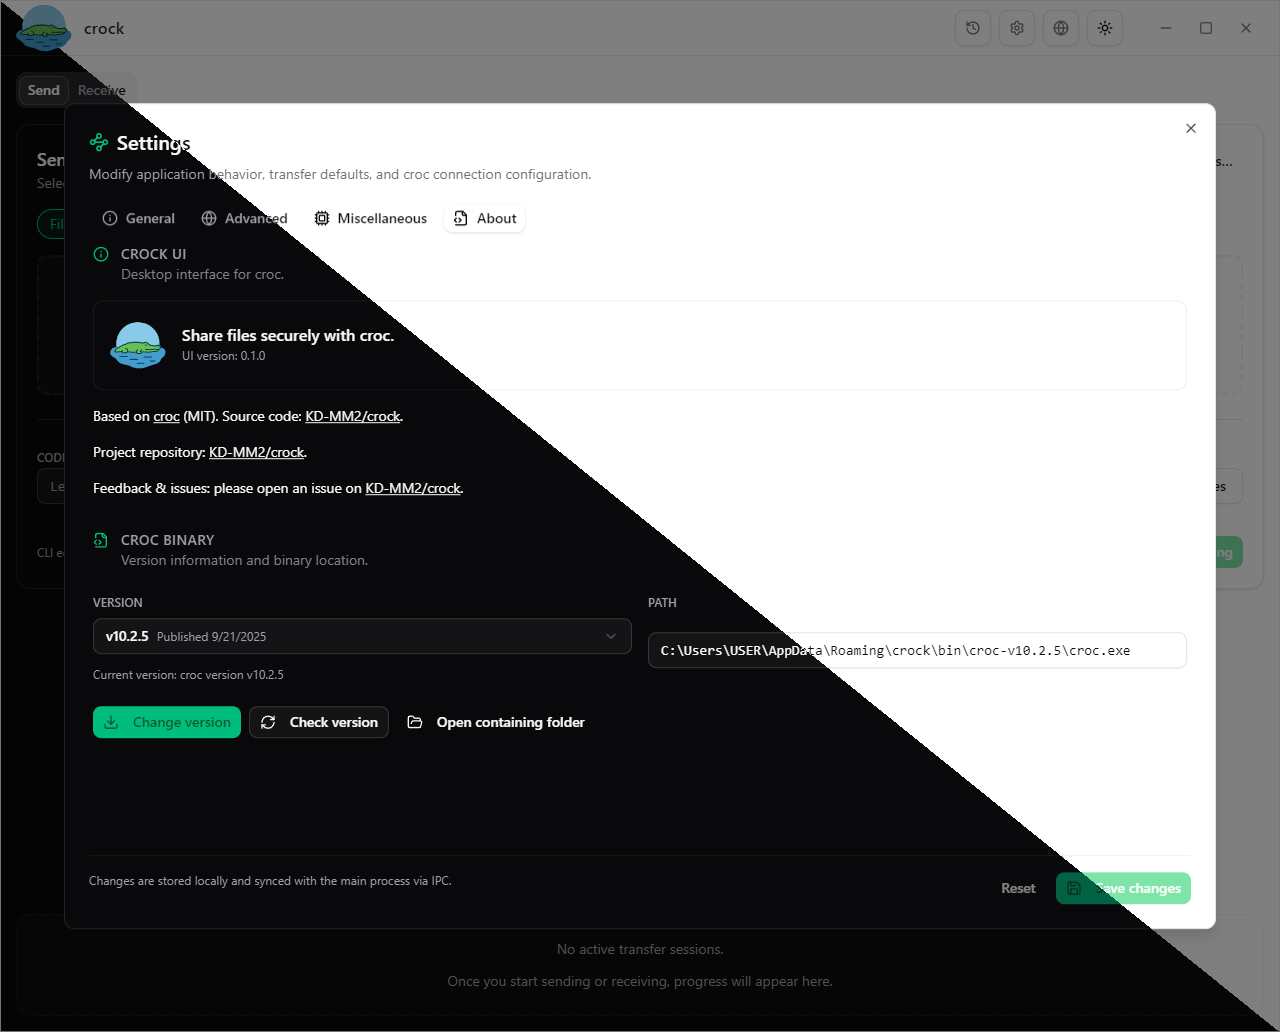 crock
Send Receive
Sen
s...
Sele
Fil
Settings
Modify application behavior, transfer defaults, and croc connection configuration.
General Advanced Miscellaneous About
CROCK UI
Desktop interface for croc.
Share files securely with croc.
UI version: 0.1.0
Based on croc (MIT). Source code: KD-MM2/crock.
Project repository: KD-MM2/crock.
Feedback & issues: please open an issue on KD-MM2/crock.
CODE
Le
es
CROC BINARY
Version information and binary location.
CLI e
ng
VERSION PATH
v10.2.5 Published 9/21/2025
C:\Users\USER\AppData\Roaming\crock\bin\croc-v10.2.5\croc.exe
Current version: croc version v10.2.5
Change version Check version Open containing folder
Changes are stored locally and synced with the main process via IPC.
Reset Save changes
No active transfer sessions.
Once you start sending or receiving, progress will appear here.